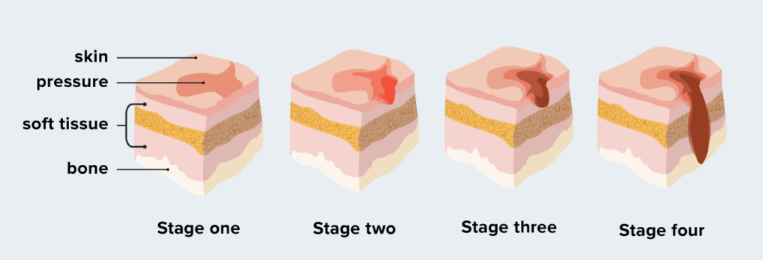 skin
pressure
soft tissue
bone
Stage one
Stage two
Stage three
Stage four